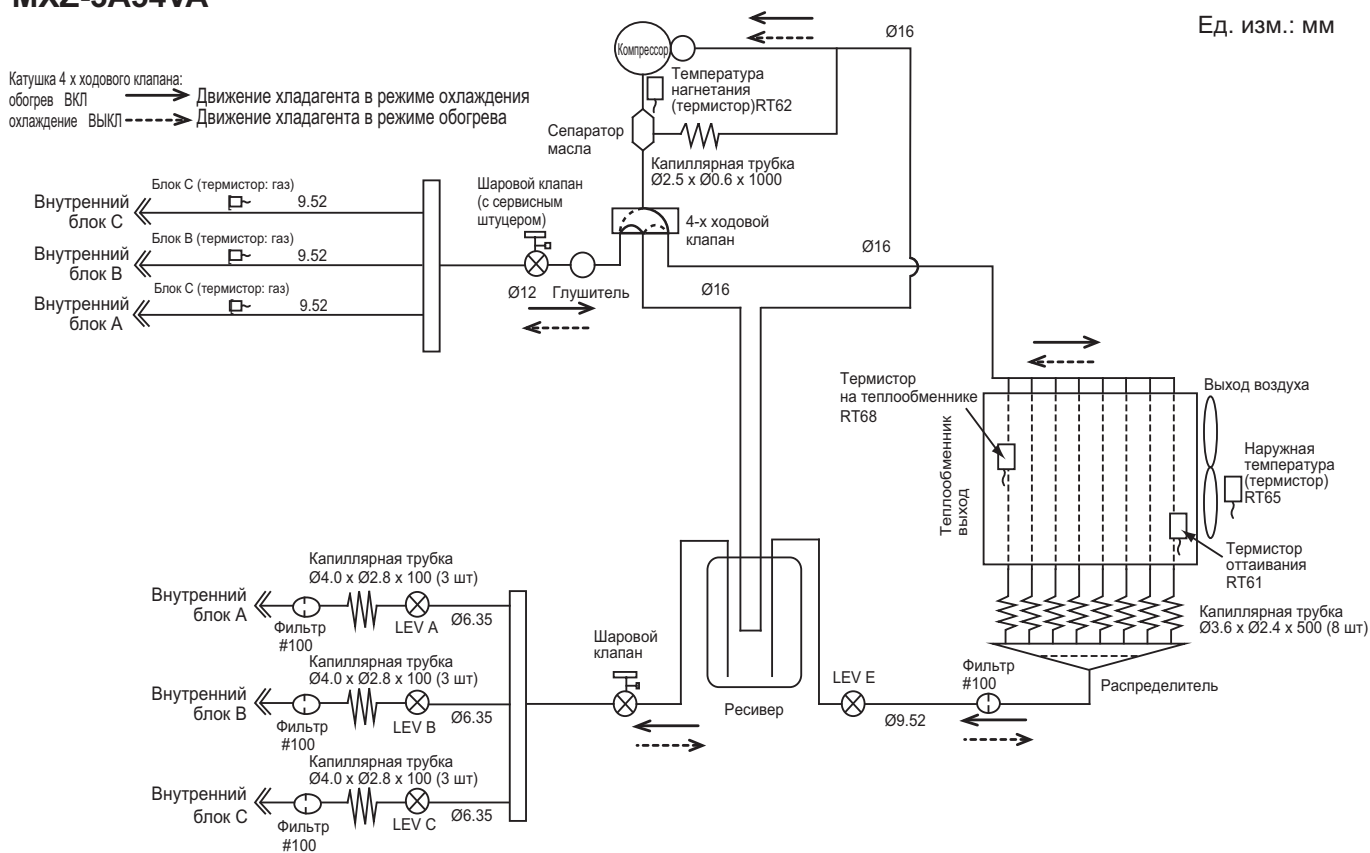 MXZ-3A54VA
Ед. изм.: мм
Катушка 4 х ходового клапана:
обогрев ВКЛ
Движение хладагента в режиме охлаждения
охлаждение ВЫКЛ
Движение хладагента в режиме обогрева
Компрессор
Ø16
Температура
нагнетания
(термистор)RT62
Сепаратор
масла
Капиллярная трубка
Ø2.5 x Ø0.6 x 1000
Шаровой клапан
(с сервисным
штуцером)
4-х ходовой
клапан
Внутренний
блок C
Блок C (термистор: газ)
9.52
Внутренний
блок B
Блок B (термистор: газ)
9.52
Внутренний
блок A
Блок C (термистор: газ)
9.52
Ø12
Глушитель
Ø16
Ø16
Термистор
на теплообменнике
RT68
Теплообменник
выход
Выход воздуха
Наружная
температура
(термистор)
RT65
Термистор
оттаивания
RT61
Капиллярная трубка
Ø3.6 x Ø2.4 x 500 (8 шт)
Распределитель
Фильтр
#100
Ø9.52
LEV E
Ресивер
Шаровой
клапан
Капиллярная трубка
Ø4.0 x Ø2.8 x 100 (3 шт)
Внутренний
блок A
Фильтр
#100
LEV A
Ø6.35
Капиллярная трубка
Ø4.0 x Ø2.8 x 100 (3 шт)
Внутренний
блок B
Фильтр
#100
LEV B
Ø6.35
Капиллярная трубка
Ø4.0 x Ø2.8 x 100 (3 шт)
Внутренний
блок C
Фильтр
#100
LEV C
Ø6.35